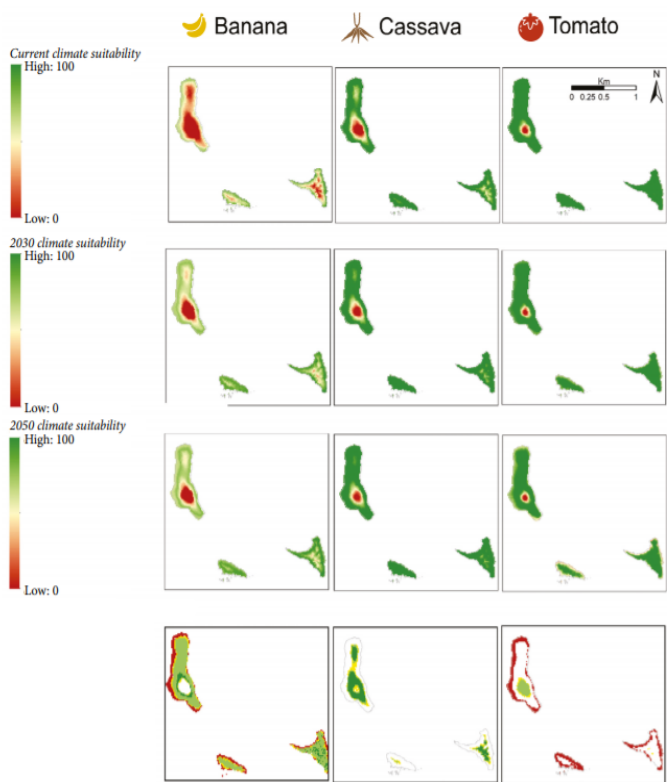 Banana Cassava Tomato
Current climate suitability
High: 100
Km
N
0 0.25 0.5 1
Low: 0
2030 climate suitability
High: 100
Low: 0
2050 climate suitability
High: 100
Low: 0